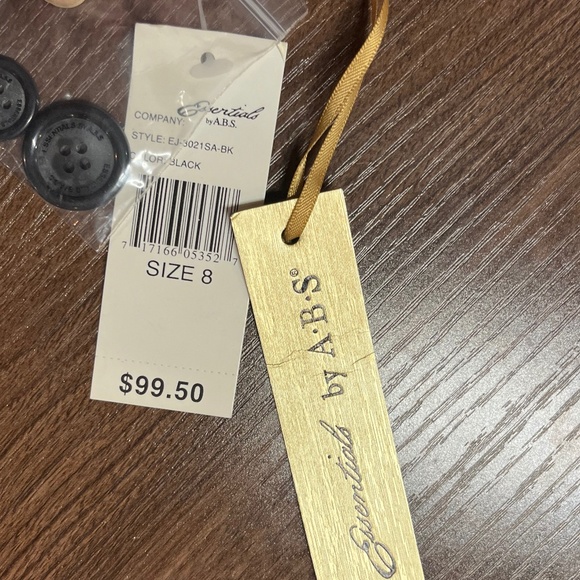 COMPANY: Essentials
by A.B.S.
STYLE: EJ-3021SA-BK
LOR: BLACK
7 17166 05352 7
SIZE 8
$99.50
Essentials by A·B·S®